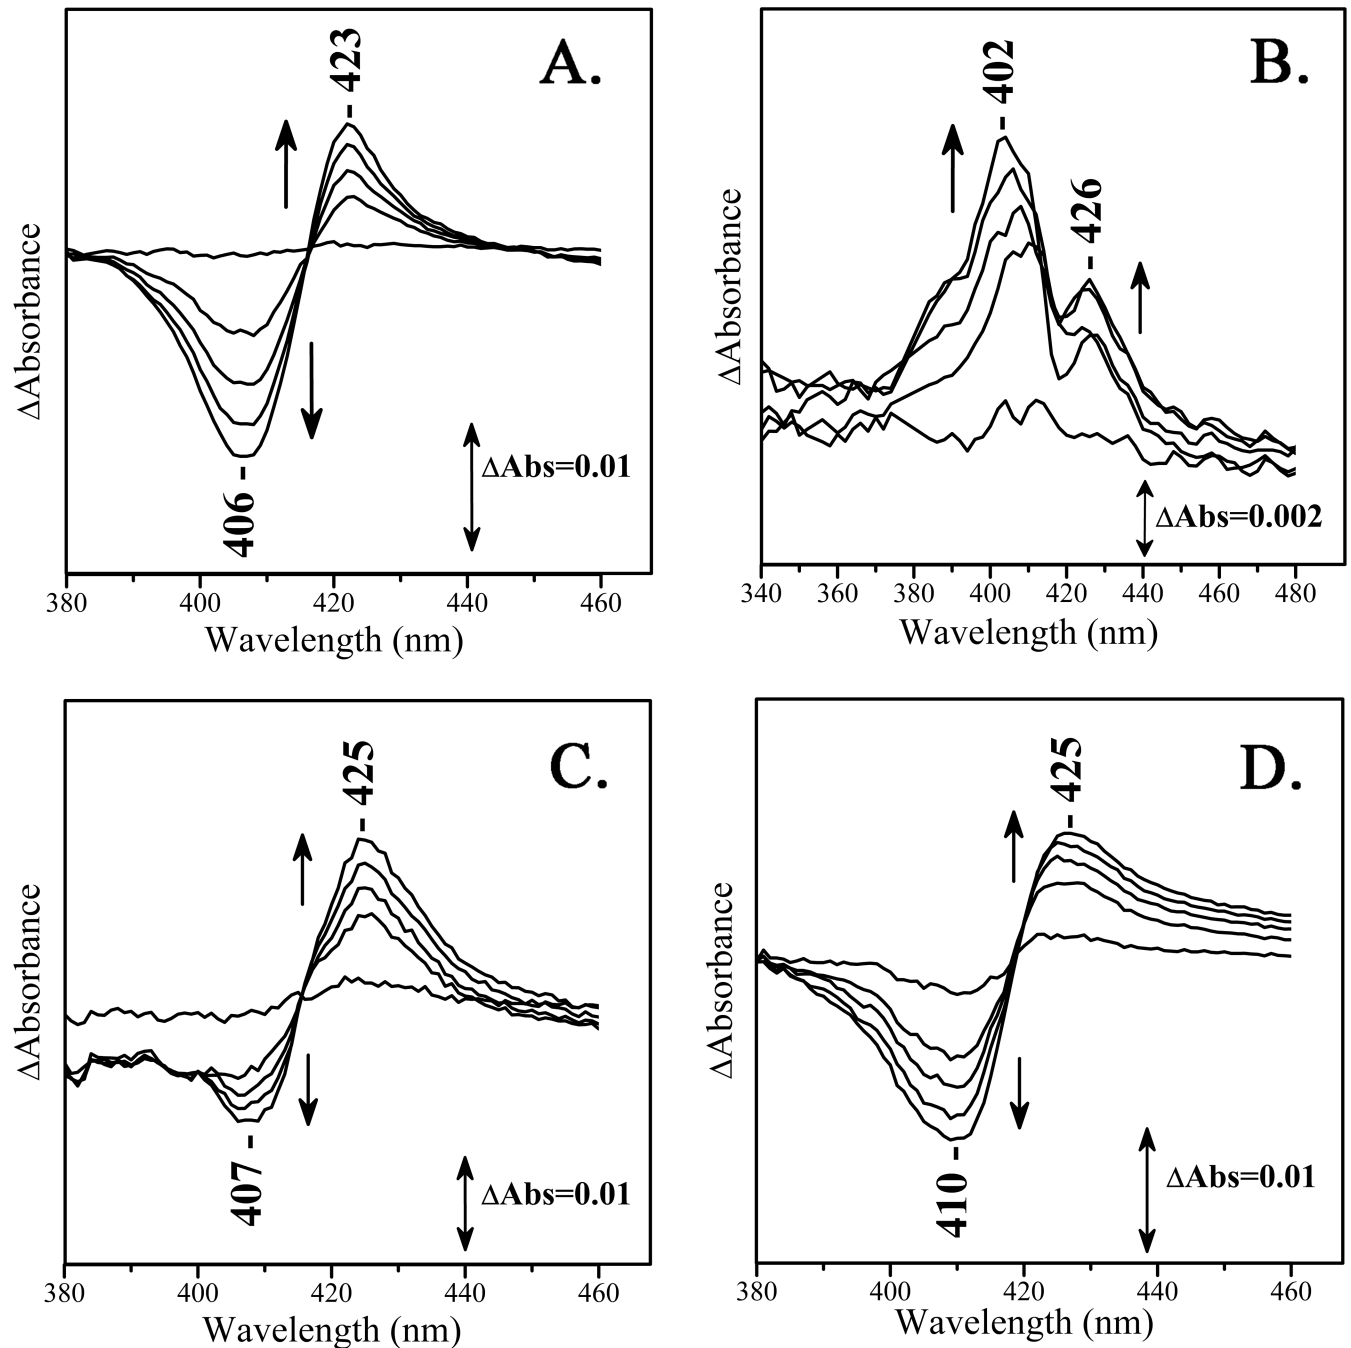 A.
423
ΔAbsorbance
406
ΔAbs=0.01
380 400 420 440 460
Wavelength (nm)
B.
402
426
ΔAbsorbance
ΔAbs=0.002
340 360 380 400 420 440 460 480
Wavelength (nm)
C.
425
ΔAbsorbance
407
ΔAbs=0.01
380 400 420 440 460
Wavelength (nm)
D.
425
ΔAbsorbance
410
ΔAbs=0.01
380 400 420 440 460
Wavelength (nm)